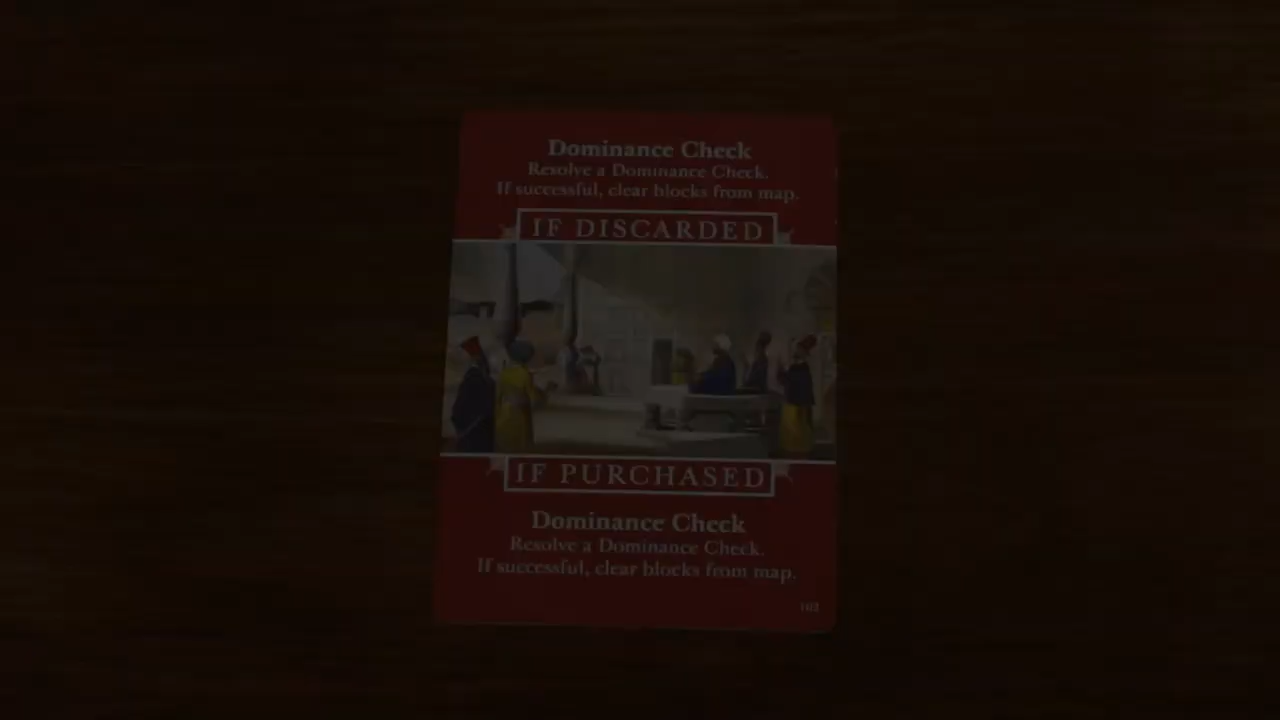 Dominance Check
Resolve a Dominance Check.
If successful, clear blocks from map.
IF DISCARDED
IF PURCHASED
Dominance Check
Resolve a Dominance Check.
If successful, clear blocks from map.